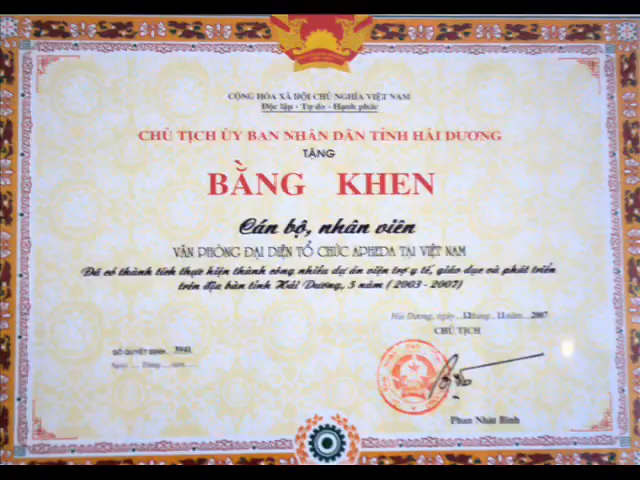 CỘNG HÒA XÃ HỘI CHỦ NGHĨA VIỆT NAM
Độc lập - Tự do - Hạnh phúc
CHỦ TỊCH ỦY BAN NHÂN DÂN TỈNH HẢI DƯƠNG
TẶNG
BẰNG KHEN
Cán bộ, nhân viên
VĂN PHÒNG ĐẠI DIỆN TỔ CHỨC APHEDA TẠI VIỆT NAM
Đã có thành tích thực hiện thành công nhiều dự án viện trợ y tế, giáo dục và phát triển
trên địa bàn tỉnh Hải Dương, 5 năm (2003 - 2007)
Hải Dương, ngày 12 tháng 11 năm 2007
CHỦ TỊCH
SỐ QUYẾT ĐỊNH 3941
Ngày ... tháng ... năm ...
Phan Nhật Bình